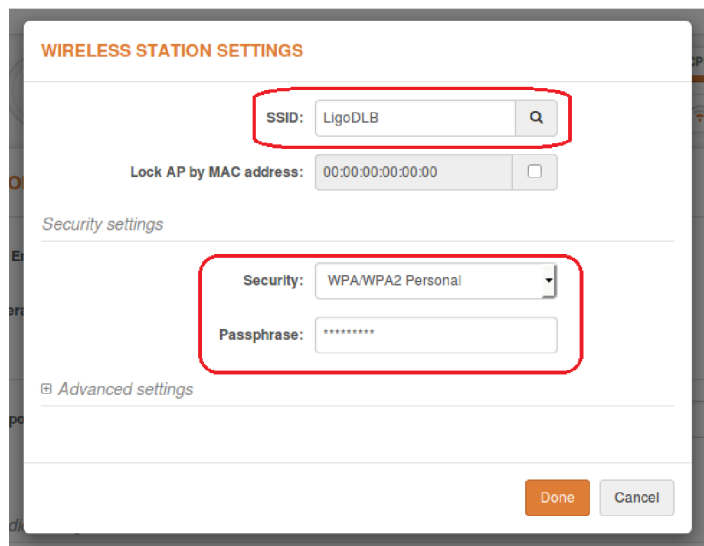 WIRELESS STATION SETTINGS
SSID: LigoDLB
Lock AP by MAC address: 00:00:00:00:00:00
Security settings
Security: WPA/WPA2 Personal
Passphrase: *********
Advanced settings
Done Cancel